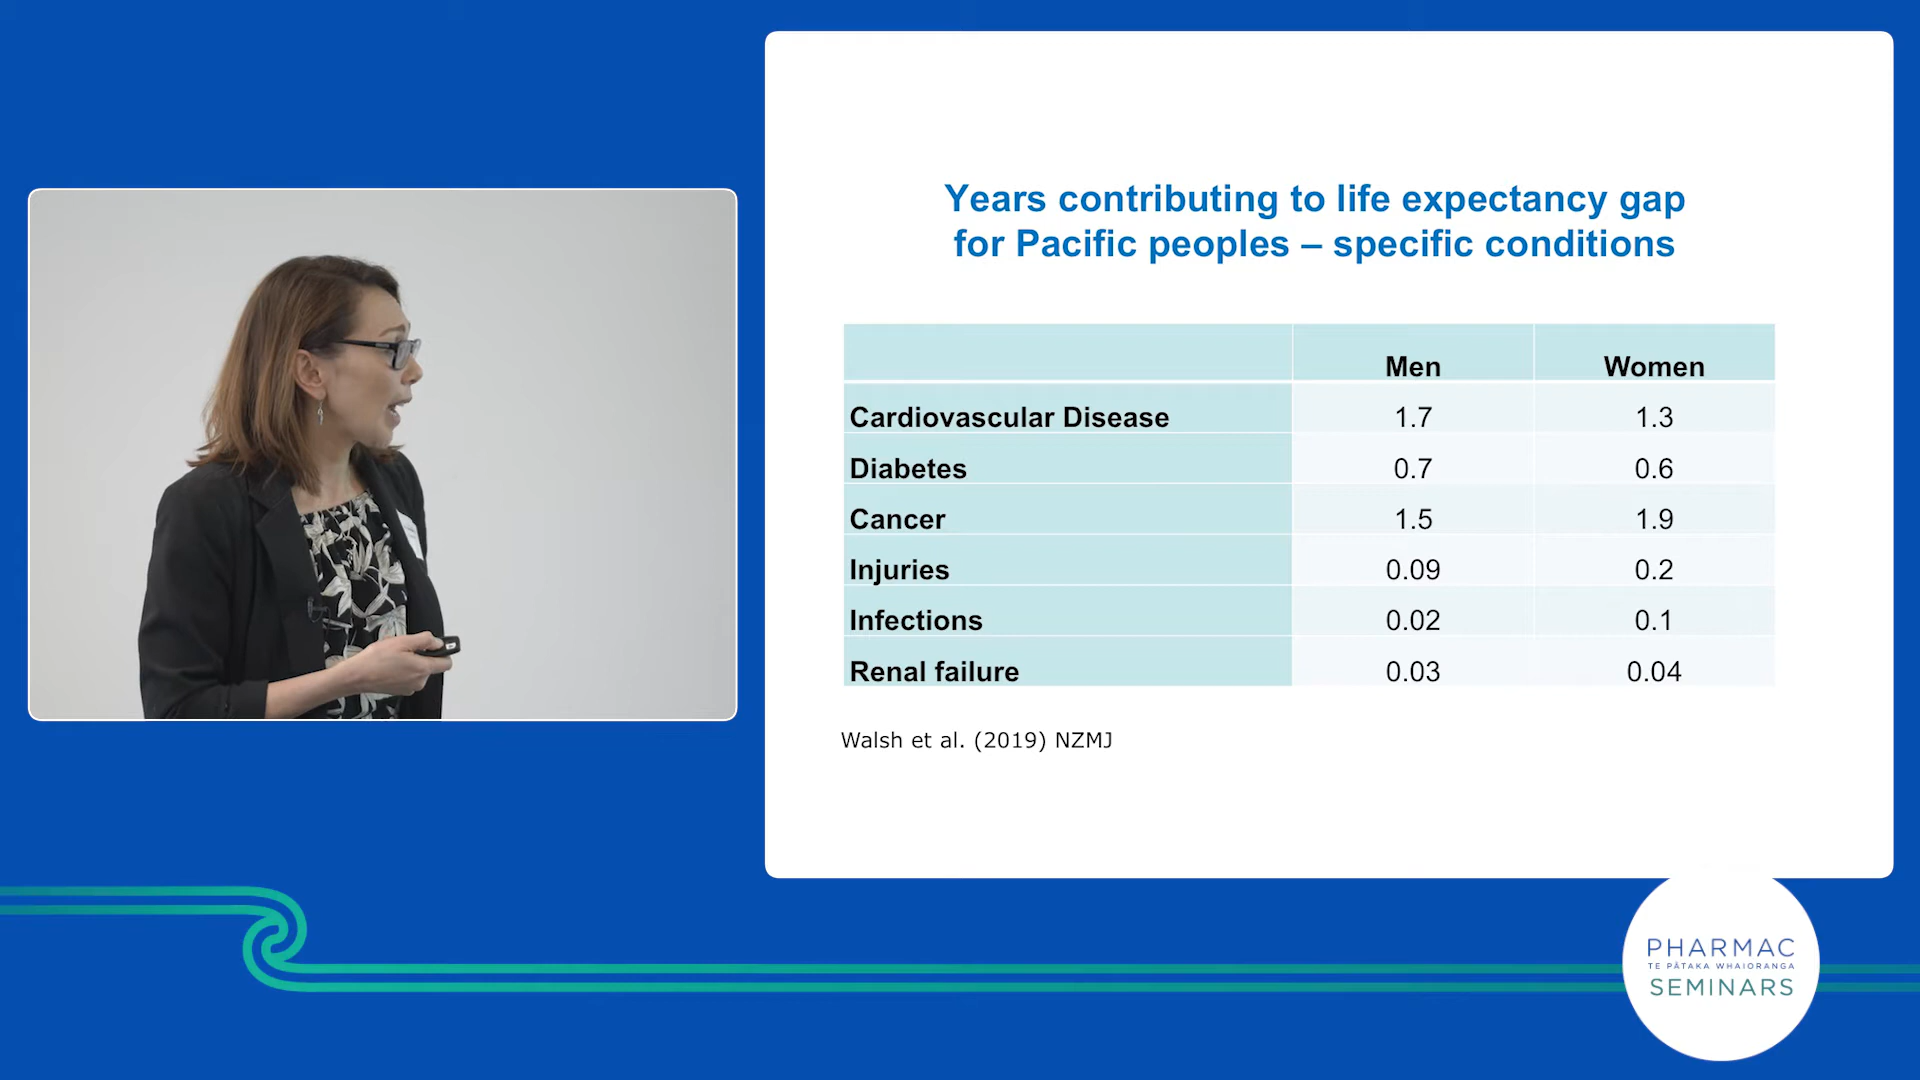 Years contributing to life expectancy gap
for Pacific peoples – specific conditions
Men Women
Cardiovascular Disease 1.7 1.3
Diabetes 0.7 0.6
Cancer 1.5 1.9
Injuries 0.09 0.2
Infections 0.02 0.1
Renal failure 0.03 0.04
Walsh et al. (2019) NZMJ
PHARMAC
TE PĀTAKA WHAIORANGA
SEMINARS